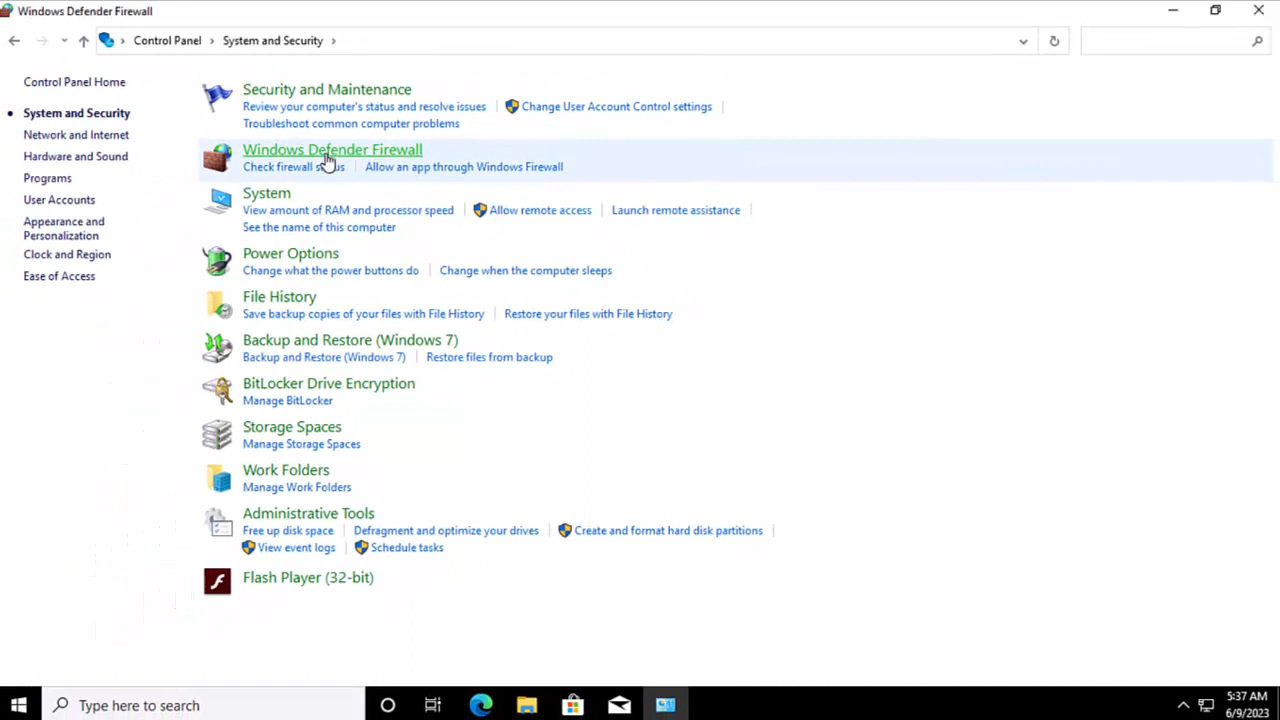 Windows Defender Firewall
Control Panel System and Security
Control Panel Home
System and Security
Network and Internet
Hardware and Sound
Programs
User Accounts
Appearance and
Personalization
Clock and Region
Ease of Access
Security and Maintenance
Review your computer's status and resolve issues Change User Account Control settings
Troubleshoot common computer problems
Windows Defender Firewall
Check firewall Allow an app through Windows Firewall
System
View amount of RAM and processor speed Allow remote access Launch remote assistance
See the name of this computer
Power Options
Change what the power buttons do Change when the computer sleeps
File History
Save backup copies of your files with File History Restore your files with File History
Backup and Restore (Windows 7)
Backup and Restore (Windows 7) Restore files from backup
BitLocker Drive Encryption
Manage BitLocker
Storage Spaces
Manage Storage Spaces
Work Folders
Manage Work Folders
Administrative Tools
Free up disk space Defragment and optimize your drives Create and format hard disk partitions
View event logs Schedule tasks
Flash Player (32-bit)
Type here to search
5:37 AM
6/9/2023